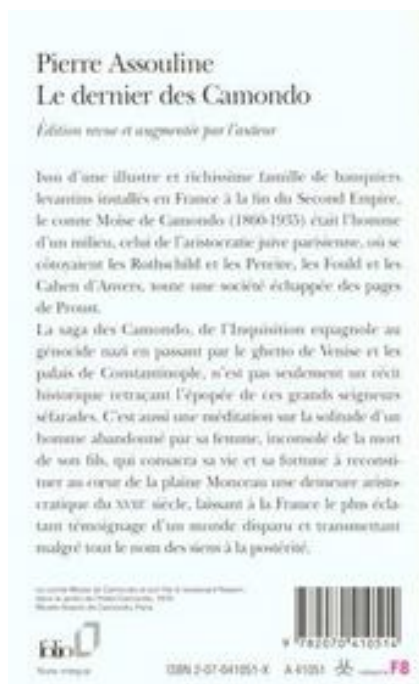 Pierre Assouline
Le dernier des Camondo
Édition revue et augmentée par l'auteur
Issu d'une illustre et richissime famille de banquiers
levantins installés en France à la fin du Second Empire,
le comte Moïse de Camondo (1860-1935) était l'homme
d'un milieu, celui de l'aristocratie juive parisienne, où se
côtoyaient les Rothschild et les Pereire, les Fould et les
Cahen d'Anvers, toute une société échappée des pages
de Proust.
La saga des Camondo, de l'Inquisition espagnole au
génocide nazi en passant par le ghetto de Venise et les
palais de Constantinople, n'est pas seulement un récit
historique retraçant l'épopée de ces grands seigneurs
séfarades. C'est aussi une méditation sur la solitude d'un
homme abandonné par sa femme, inconsolé de la mort
de son fils, qui consacra sa vie et sa fortune à reconsti-
tuer au cœur de la plaine Monceau une demeure aristo-
cratique du XVIIIe siècle, laissant à la France le plus écla-
tant témoignage d'un monde disparu et transmettant
malgré tout le nom des siens à la postérité.
9 782070 410514
folio
Texte intégral
ISBN 2-07-041051-X A 41051 F8